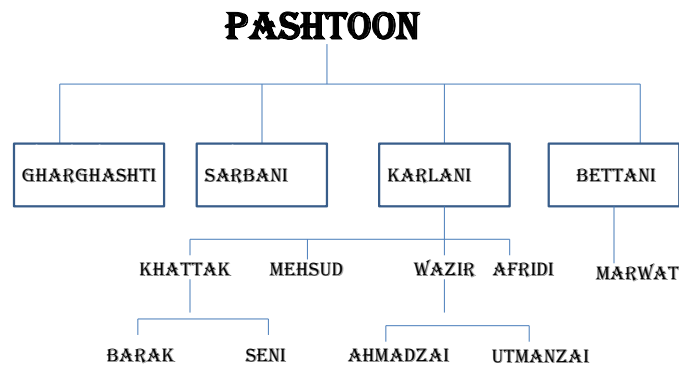 PASHTOON
GHARGHASHTI SARBANI KARLANI BETTANI
KHATTAK MEHSUD WAZIR AFRIDI MARWAT
BARAK SENI AHMADZAI UTMANZAI